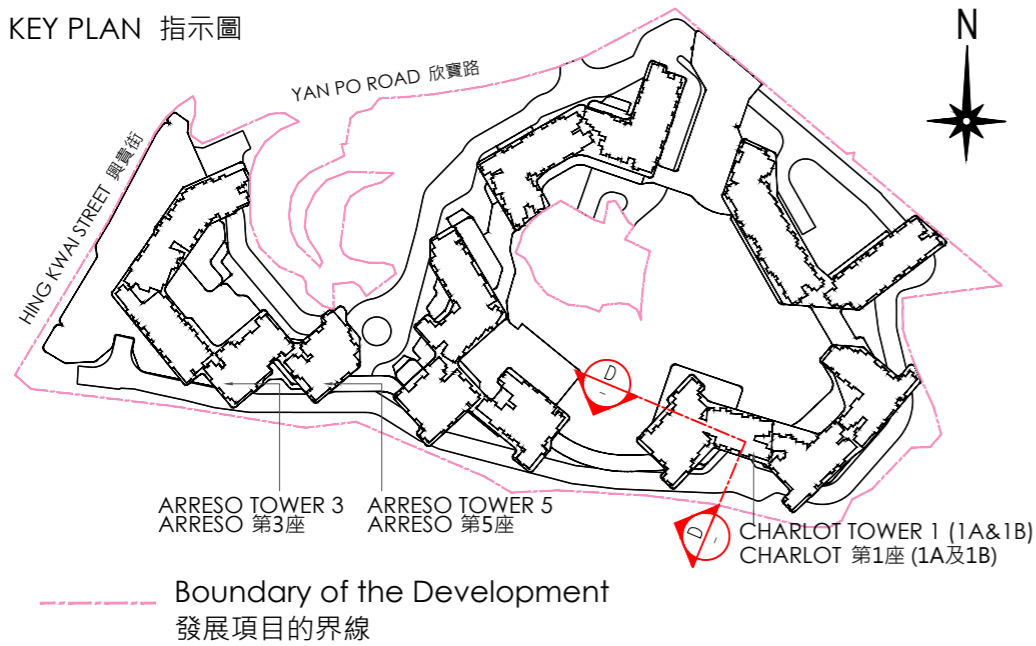 KEY PLAN 指示圖
N
YAN PO ROAD 欣寶路
HING KWAI STREET 興貴街
D
D
ARRESO TOWER 3
ARRESO 第3座
ARRESO TOWER 5
ARRESO 第5座
CHARLOT TOWER 1 (1A&1B)
CHARLOT 第1座 (1A及1B)
Boundary of the Development
發展項目的界線